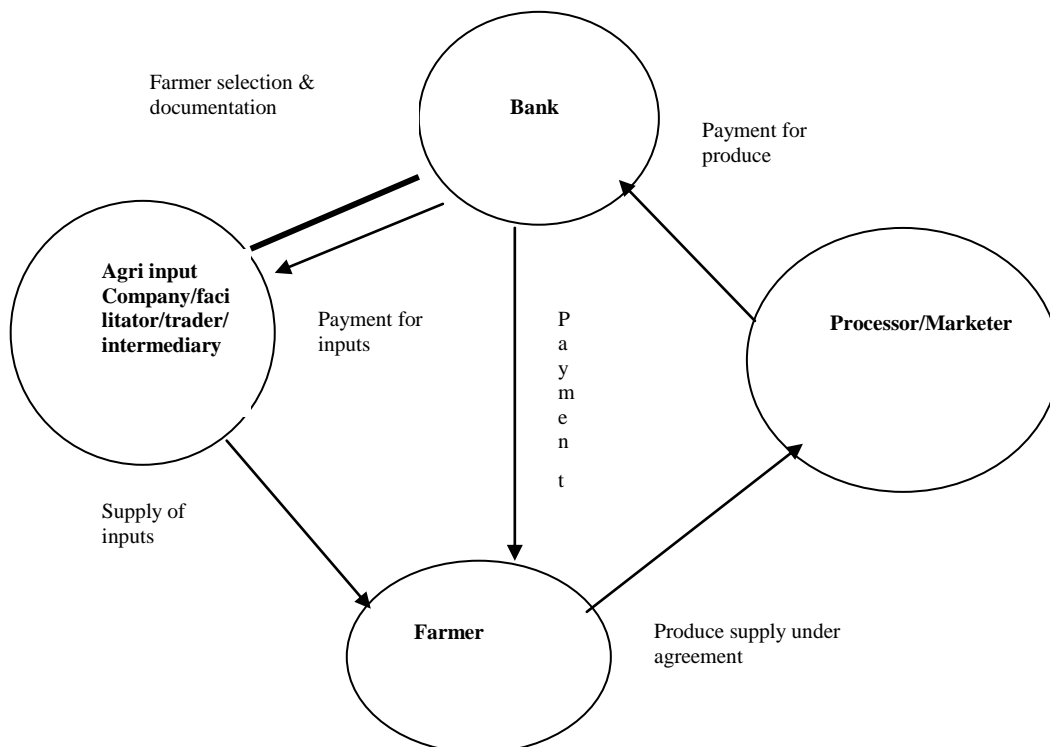 Farmer selection &
documentation
Bank
Payment for
produce
Agri input
Company/faci
litator/trader/
intermediary
Payment for
inputs
P
a
y
m
e
n
t
Processor/Marketer
Supply of
inputs
Farmer
Produce supply under
agreement